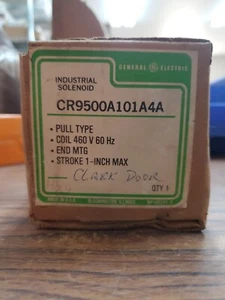 GENERAL ELECTRIC
INDUSTRIAL
SOLENOID
CR9500A101A4A
• PULL TYPE
• COIL 460 V 60 Hz
• END MTG
• STROKE 1-INCH MAX
CLARK DOOR
QTY 1